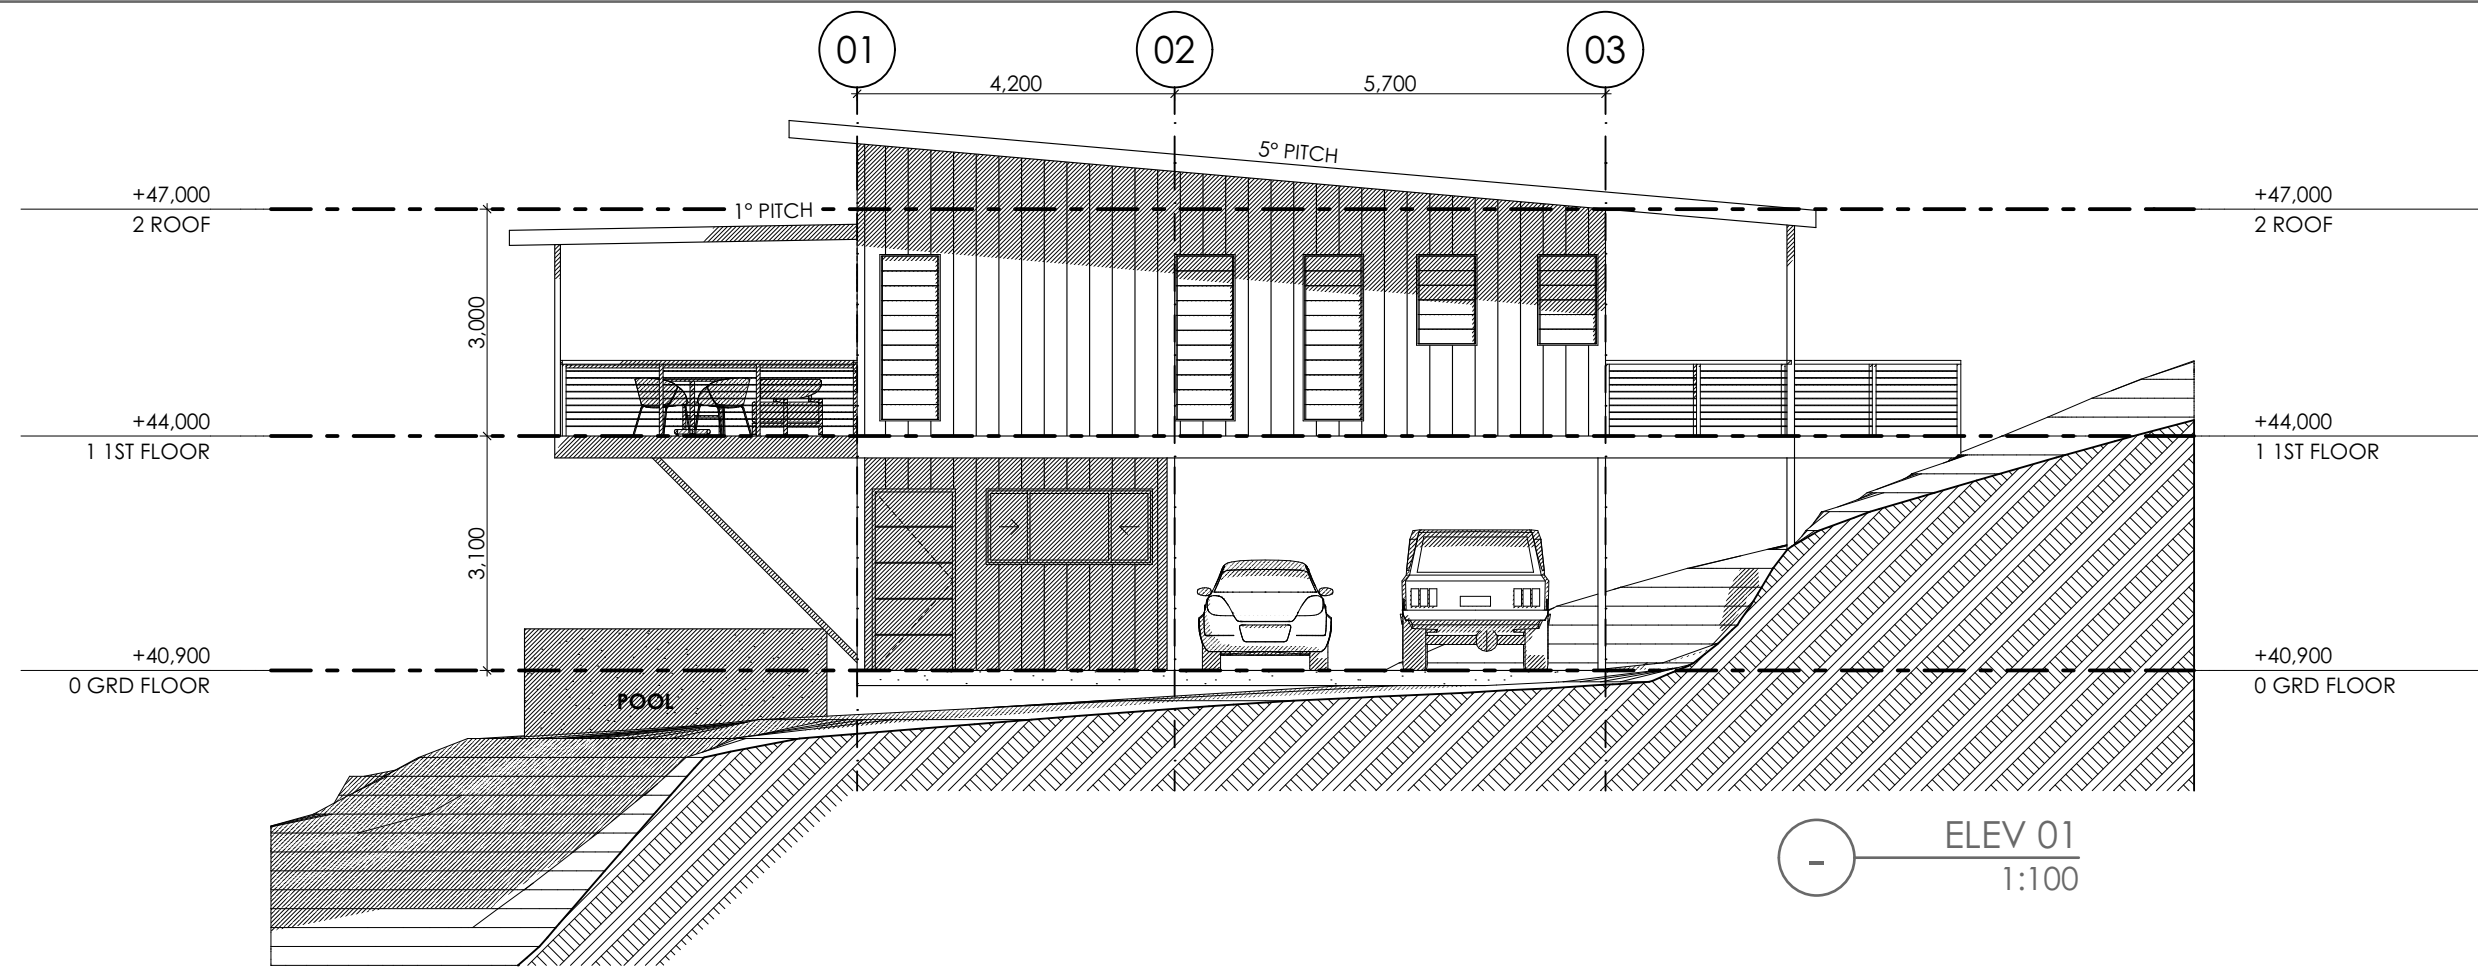 01
02
03
4,200
5,700
5° PITCH
+47,000
2 ROOF
1° PITCH
+47,000
2 ROOF
3,000
+44,000
1 1ST FLOOR
+44,000
1 1ST FLOOR
3,100
+40,900
0 GRD FLOOR
POOL
+40,900
0 GRD FLOOR
-
ELEV 01
1:100